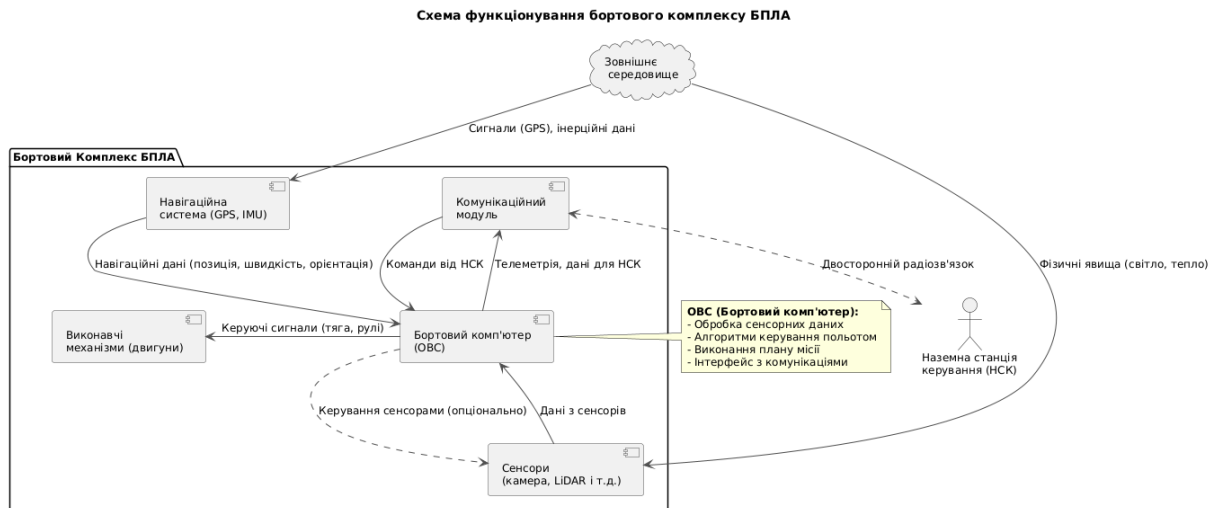 Схема функціонування бортового комплексу БПЛА
Зовнішнє
середовище
Сигнали (GPS), інерційні дані
Бортовий Комплекс БПЛА
Навігаційна
система (GPS, IMU)
Комунікаційний
модуль
Навігаційні дані (позиція, швидкість, орієнтація)
Команди від НСК
Телеметрія, дані для НСК
Двосторонній радіозв'язок
Фізичні явища (світло, тепло)
Виконавчі
механізми (двигуни)
Керуючі сигнали (тяга, рулі)
Бортовий комп'ютер
(ОВС)
ОВС (Бортовий комп'ютер):
- Обробка сенсорних даних
- Алгоритми керування польотом
- Виконання плану місії
- Інтерфейс з комунікаціями
Наземна станція
керування (НСК)
Керування сенсорами (опціонально)
Дані з сенсорів
Сенсори
(камера, LiDAR і т.д.)